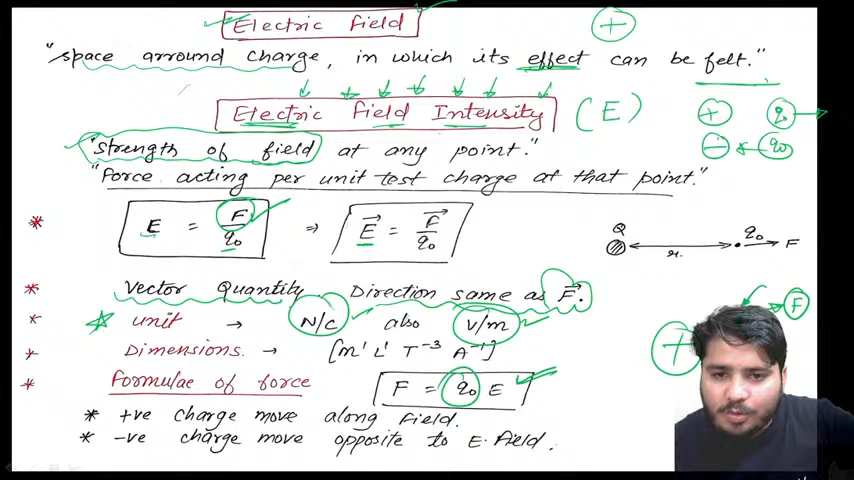 Electric field +
"space arround charge, in which its effect can be felt."
Electric field Intensity (E)
+ q0
- q0
"strength of field at any point."
"force acting per unit test charge at that point."
* E = F/q0 ⇒ E⃗ = F⃗/q0
Q q0 F
r
* Vector Quantity Direction same as F⃗.
F
* unit → N/C also V/m
+
* Dimensions. → [M¹ L¹ T⁻³ A⁻¹]
* formulae of force F = q0 E
* +ve charge move along field.
* -ve charge move opposite to E.field.